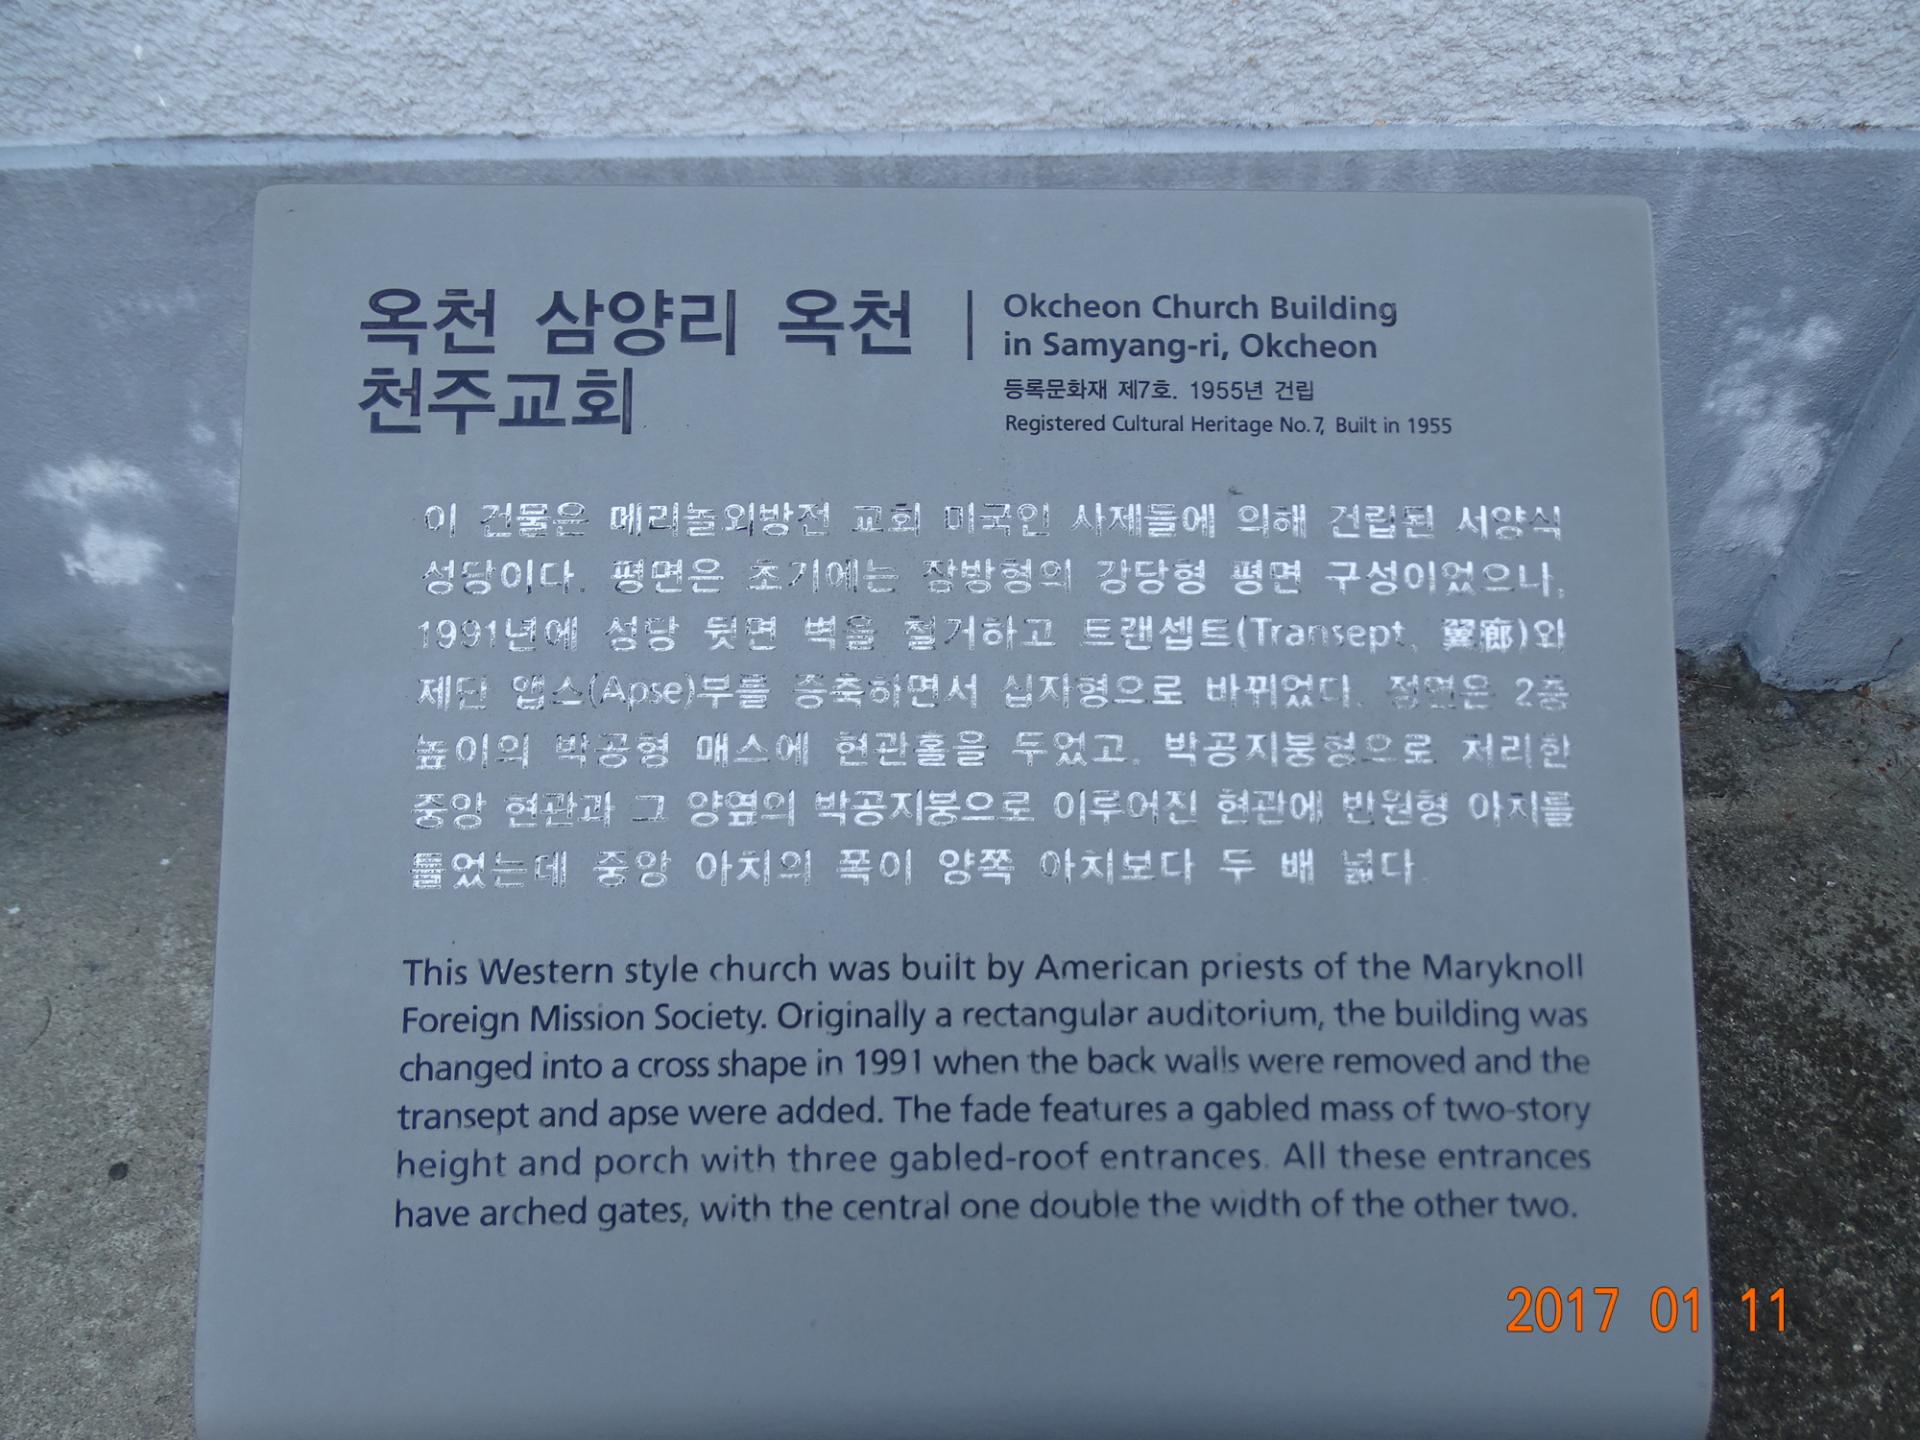 옥천 삼양리 옥천
천주교회
Okcheon Church Building
in Samyang-ri, Okcheon
등록문화재 제7호. 1955년 건립
Registered Cultural Heritage No.7, Built in 1955
이 건물은 메리놀외방전 교회 미국인 사제들에 의해 건립된 서양식
성당이다. 평면은 초기에는 장방형의 강당형 평면 구성이었으나,
1991년에 성당 뒷면 벽을 철거하고 트랜셉트(Transept, 翼廊)와
제단 앱스(Apse)부를 증축하면서 십자형으로 바뀌었다. 정면은 2층
높이의 박공형 매스에 현관홀을 두었고, 박공지붕형으로 처리한
중앙 현관과 그 양옆의 박공지붕으로 이루어진 현관에 반원형 아치를
틀었는데 중앙 아치의 폭이 양쪽 아치보다 두 배 넓다.
This Western style church was built by American priests of the Maryknoll
Foreign Mission Society. Originally a rectangular auditorium, the building was
changed into a cross shape in 1991 when the back walls were removed and the
transept and apse were added. The fade features a gabled mass of two-story
height and porch with three gabled-roof entrances. All these entrances
have arched gates, with the central one double the width of the other two.
2017 01 11